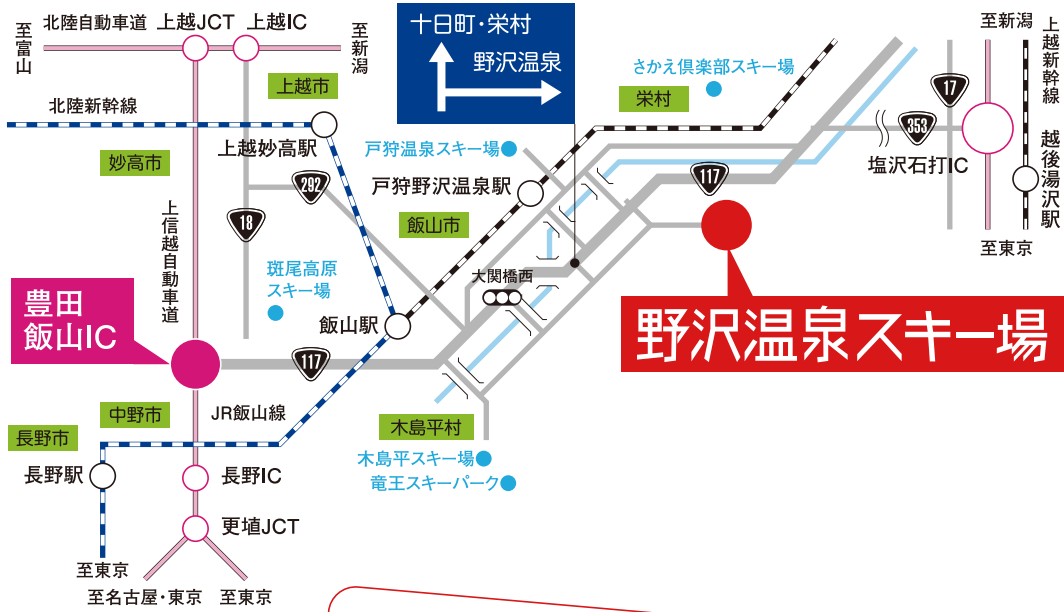 北陸自動車道
上越JCT
上越IC
至富山
至新潟
十日町・栄村
野沢温泉
至新潟
上越新幹線
17
さかえ倶楽部スキー場
栄村
上越市
北陸新幹線
上越妙高駅
戸狩温泉スキー場
353
塩沢石打IC
越後湯沢駅
妙高市
292
戸狩野沢温泉駅
117
18
飯山市
上信越自動車道
至東京
斑尾高原
スキー場
大関橋西
豊田
飯山IC
飯山駅
野沢温泉スキー場
117
中野市
JR飯山線
木島平村
長野市
長野駅
長野IC
木島平スキー場
竜王スキーパーク
更埴JCT
至東京
至名古屋・東京
至東京